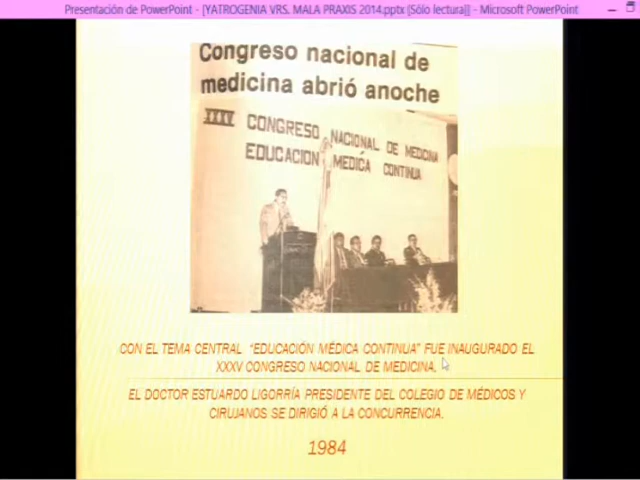 Presentación de PowerPoint - [YATROGENIA VRS. MALA PRAXIS 2014.pptx [Sólo lectura]] - Microsoft PowerPoint
Congreso nacional de
medicina abrió anoche
XXXV CONGRESO NACIONAL DE MEDICINA
EDUCACION MEDICA CONTINUA
CON EL TEMA CENTRAL "EDUCACIÓN MÉDICA CONTINUA" FUE INAUGURADO EL
XXXV CONGRESO NACIONAL DE MEDICINA.
EL DOCTOR ESTUARDO LIGORRÍA PRESIDENTE DEL COLEGIO DE MÉDICOS Y
CIRUJANOS SE DIRIGIÓ A LA CONCURRENCIA.
1984